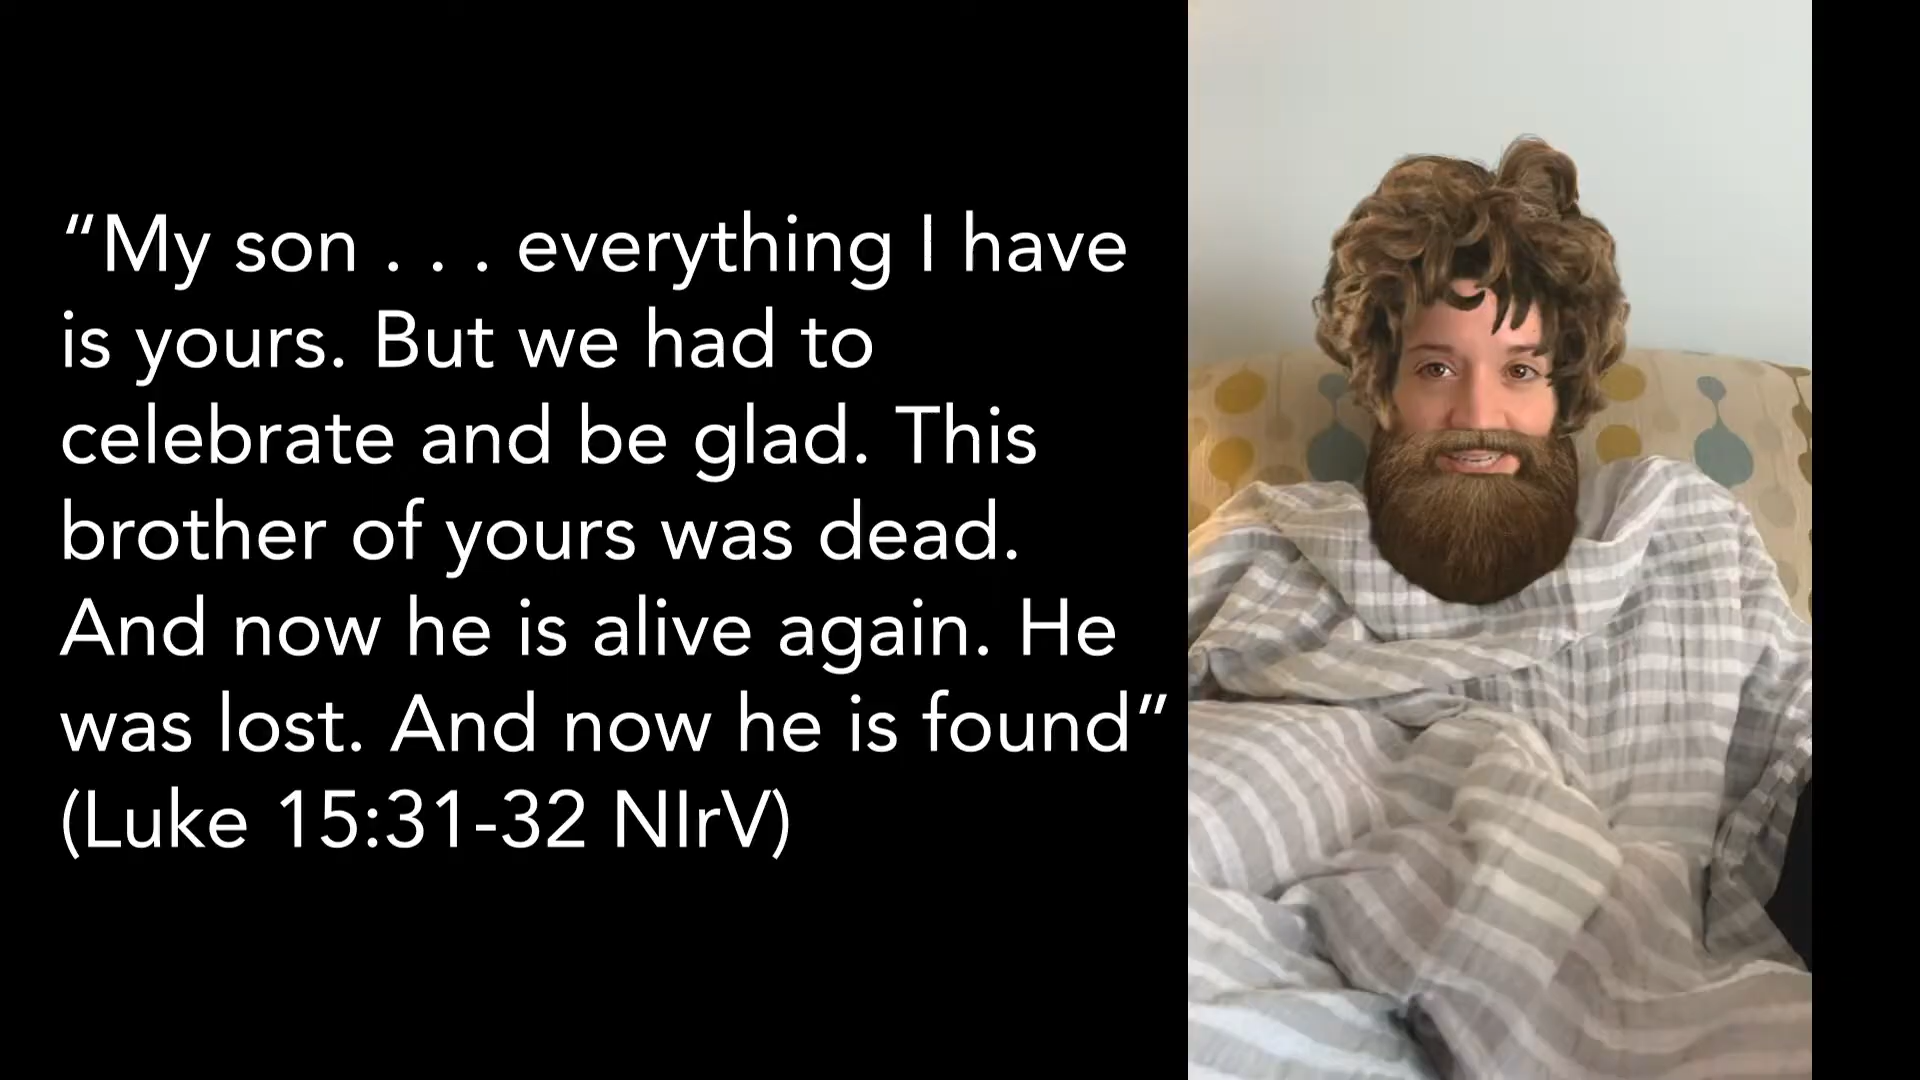 “My son . . . everything I have
is yours. But we had to
celebrate and be glad. This
brother of yours was dead.
And now he is alive again. He
was lost. And now he is found”
(Luke 15:31-32 NIrV)